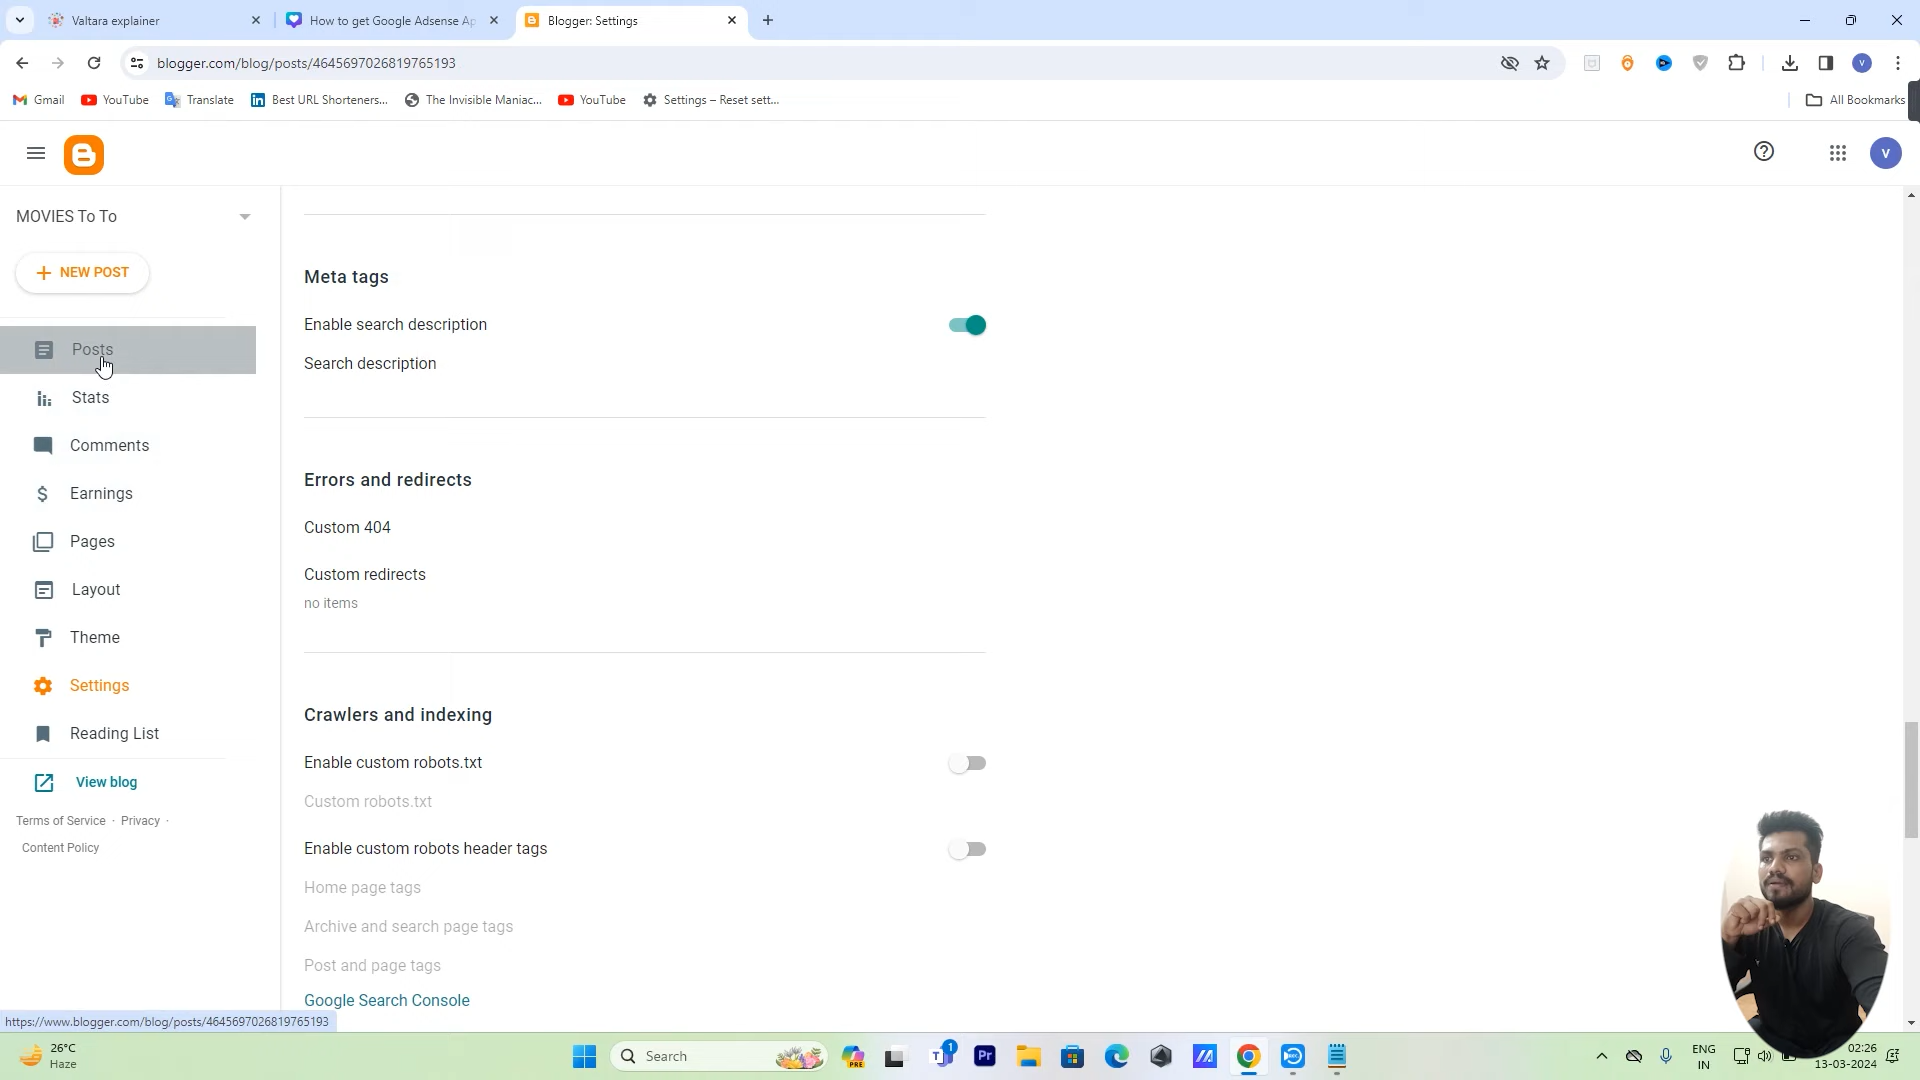 Valtara explainer
How to get Google Adsense Ap
Blogger: Settings
blogger.com/blog/posts/4645697026819765193
Gmail
YouTube
Translate
Best URL Shorteners...
The Invisible Maniac...
YouTube
Settings – Reset sett...
All Bookmarks
V
MOVIES To To
NEW POST
Posts
Stats
Comments
Earnings
Pages
Layout
Theme
Settings
Reading List
View blog
Terms of Service · Privacy ·
Content Policy
Meta tags
Enable search description
Search description
Errors and redirects
Custom 404
Custom redirects
no items
Crawlers and indexing
Enable custom robots.txt
Custom robots.txt
Enable custom robots header tags
Home page tags
Archive and search page tags
Post and page tags
Google Search Console
https://www.blogger.com/blog/posts/4645697026819765193
26°C
Haze
Search
PRE
1
Pr
ENG
IN
02:26
13-03-2024